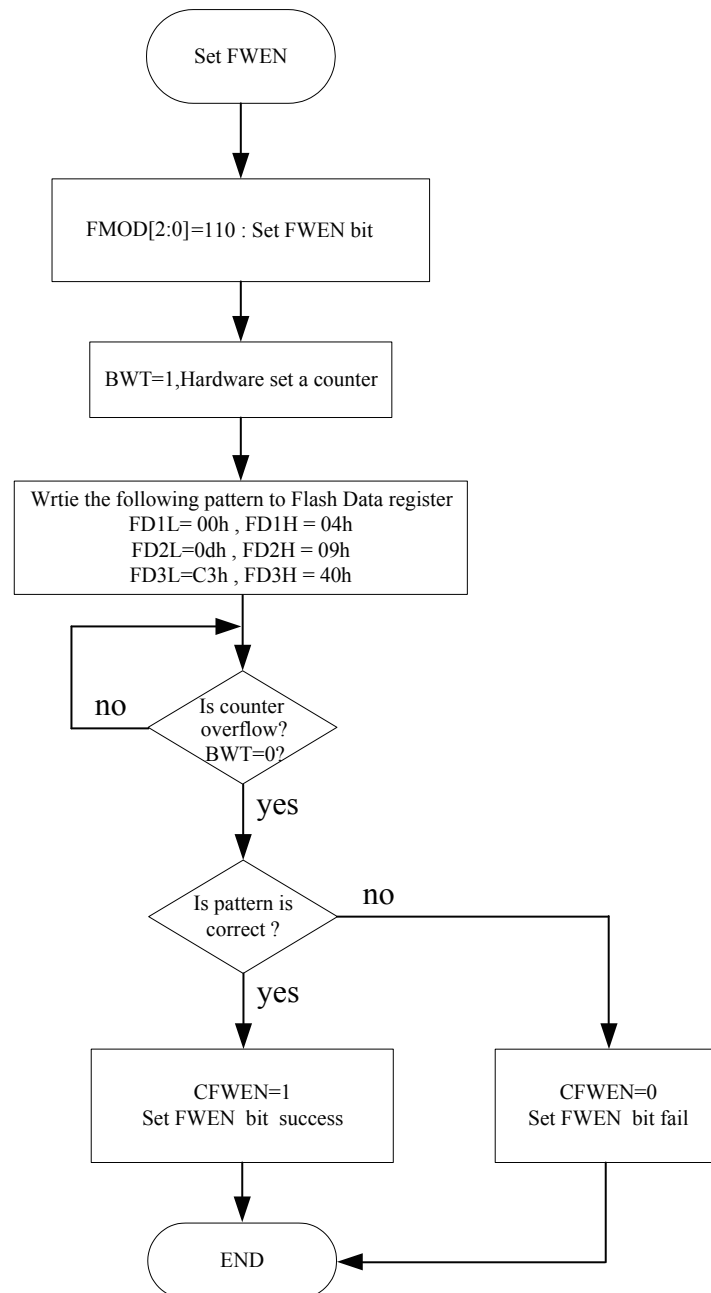 Set FWEN
FMOD[2:0]=110 : Set FWEN bit
BWT=1,Hardware set a counter
Wrtie the following pattern to Flash Data register
FD1L= 00h , FD1H = 04h
FD2L=0dh , FD2H = 09h
FD3L=C3h , FD3H = 40h
Is counter
overflow?
BWT=0?
no
yes
Is pattern is
correct ?
no
yes
CFWEN=1
Set FWEN bit success
CFWEN=0
Set FWEN bit fail
END